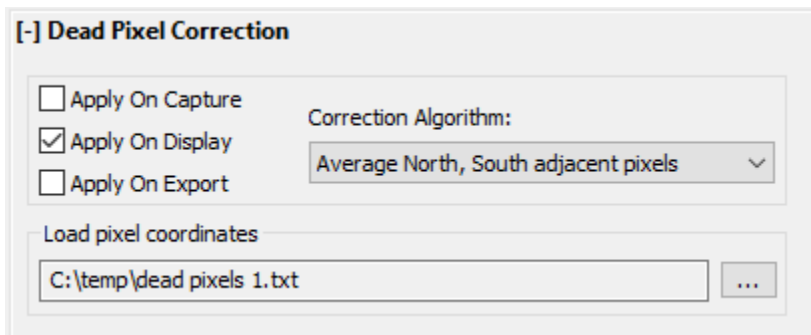 [-] Dead Pixel Correction
Apply On Capture
Apply On Display
Apply On Export
Correction Algorithm:
Average North, South adjacent pixels
Load pixel coordinates
C:\temp\dead pixels 1.txt
...